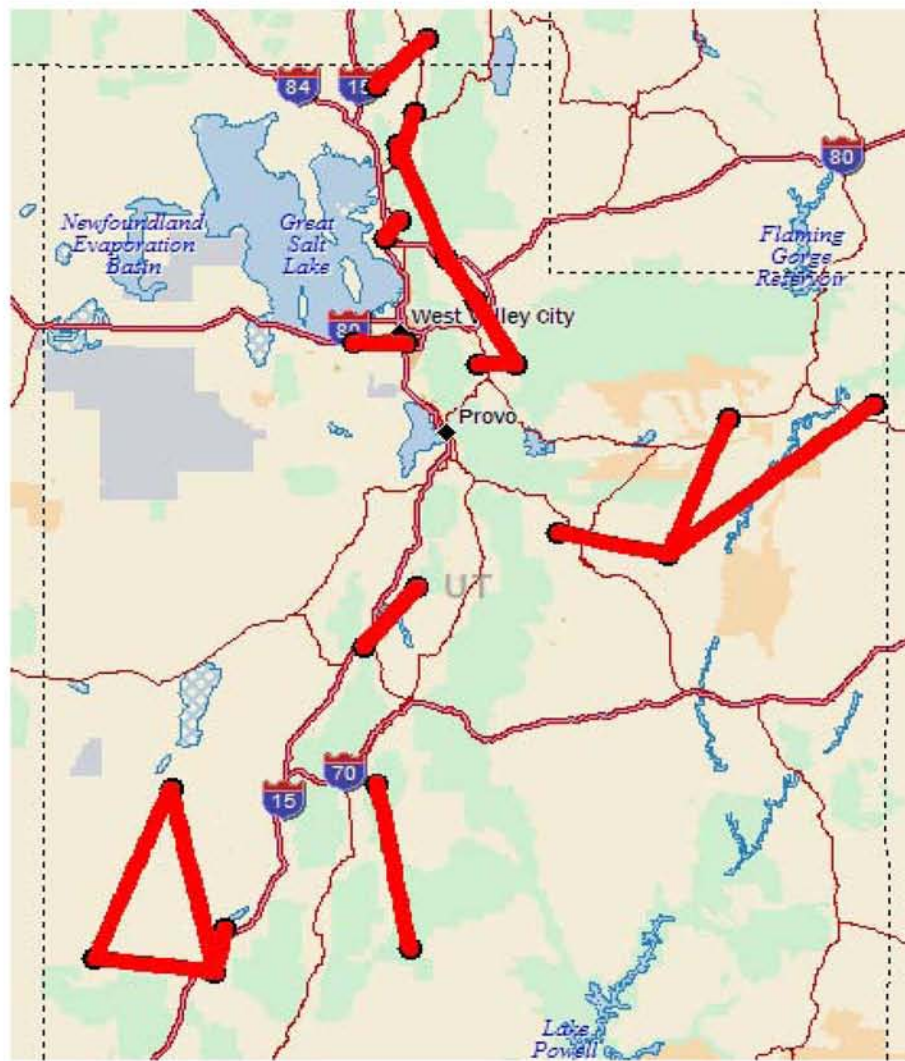 84
15
80
Newfoundland
Evaporation
Basin
Great
Salt
Lake
Flaming
Gorge
Reservoir
80
West Valley City
Provo
UT
70
15
Lake
Powell